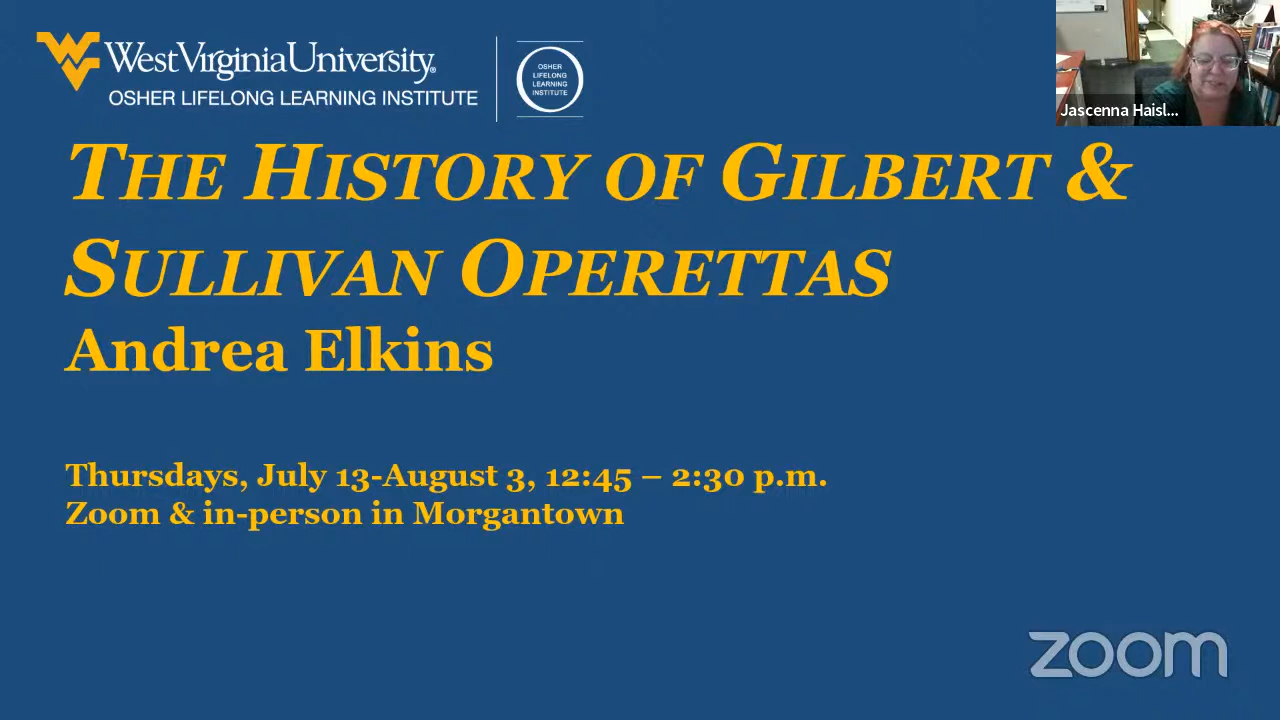 WestVirginiaUniversity®
OSHER LIFELONG LEARNING INSTITUTE
OSHER
LIFELONG
LEARNING
INSTITUTE
Jascenna Haisl...
THE HISTORY OF GILBERT &
SULLIVAN OPERETTAS
Andrea Elkins
Thursdays, July 13-August 3, 12:45 – 2:30 p.m.
Zoom & in-person in Morgantown
zoom